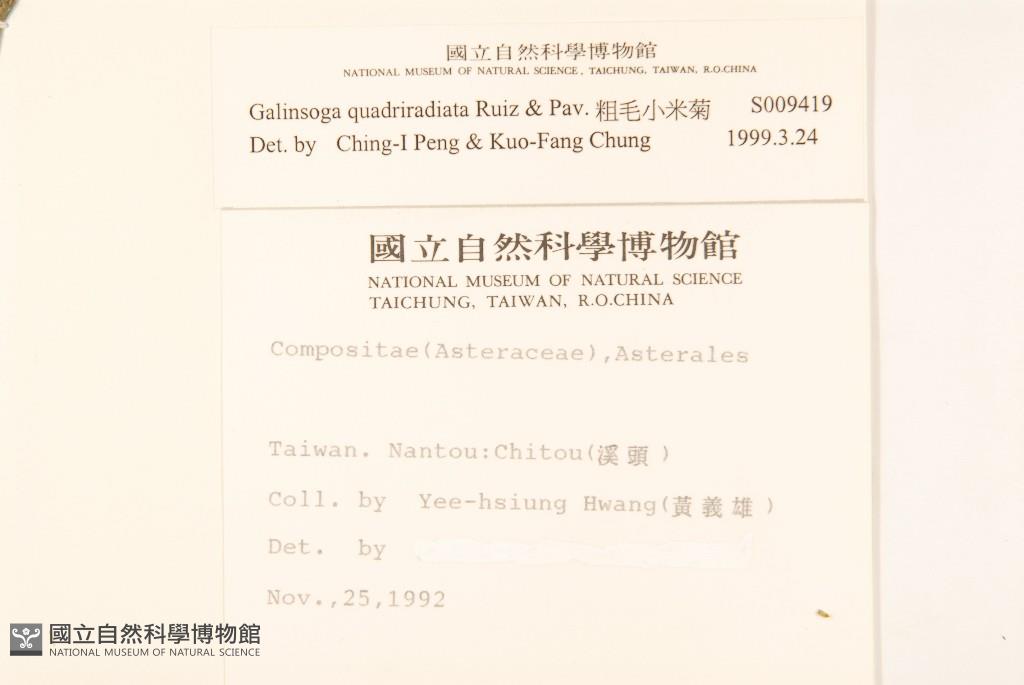 國立自然科學博物館
NATIONAL MUSEUM OF NATURAL SCIENCE, TAICHUNG, TAIWAN, R.O.CHINA
Galinsoga quadriradiata Ruiz & Pav. 粗毛小米菊 S009419
Det. by Ching-I Peng & Kuo-Fang Chung 1999.3.24
國立自然科學博物館
NATIONAL MUSEUM OF NATURAL SCIENCE
TAICHUNG, TAIWAN, R.O.CHINA
Compositae(Asteraceae),Asterales
Taiwan. Nantou:Chitou(溪頭)
Coll. by Yee-hsiung Hwang(黃義雄)
Det. by
Nov.,25,1992
國立自然科學博物館
NATIONAL MUSEUM OF NATURAL SCIENCE